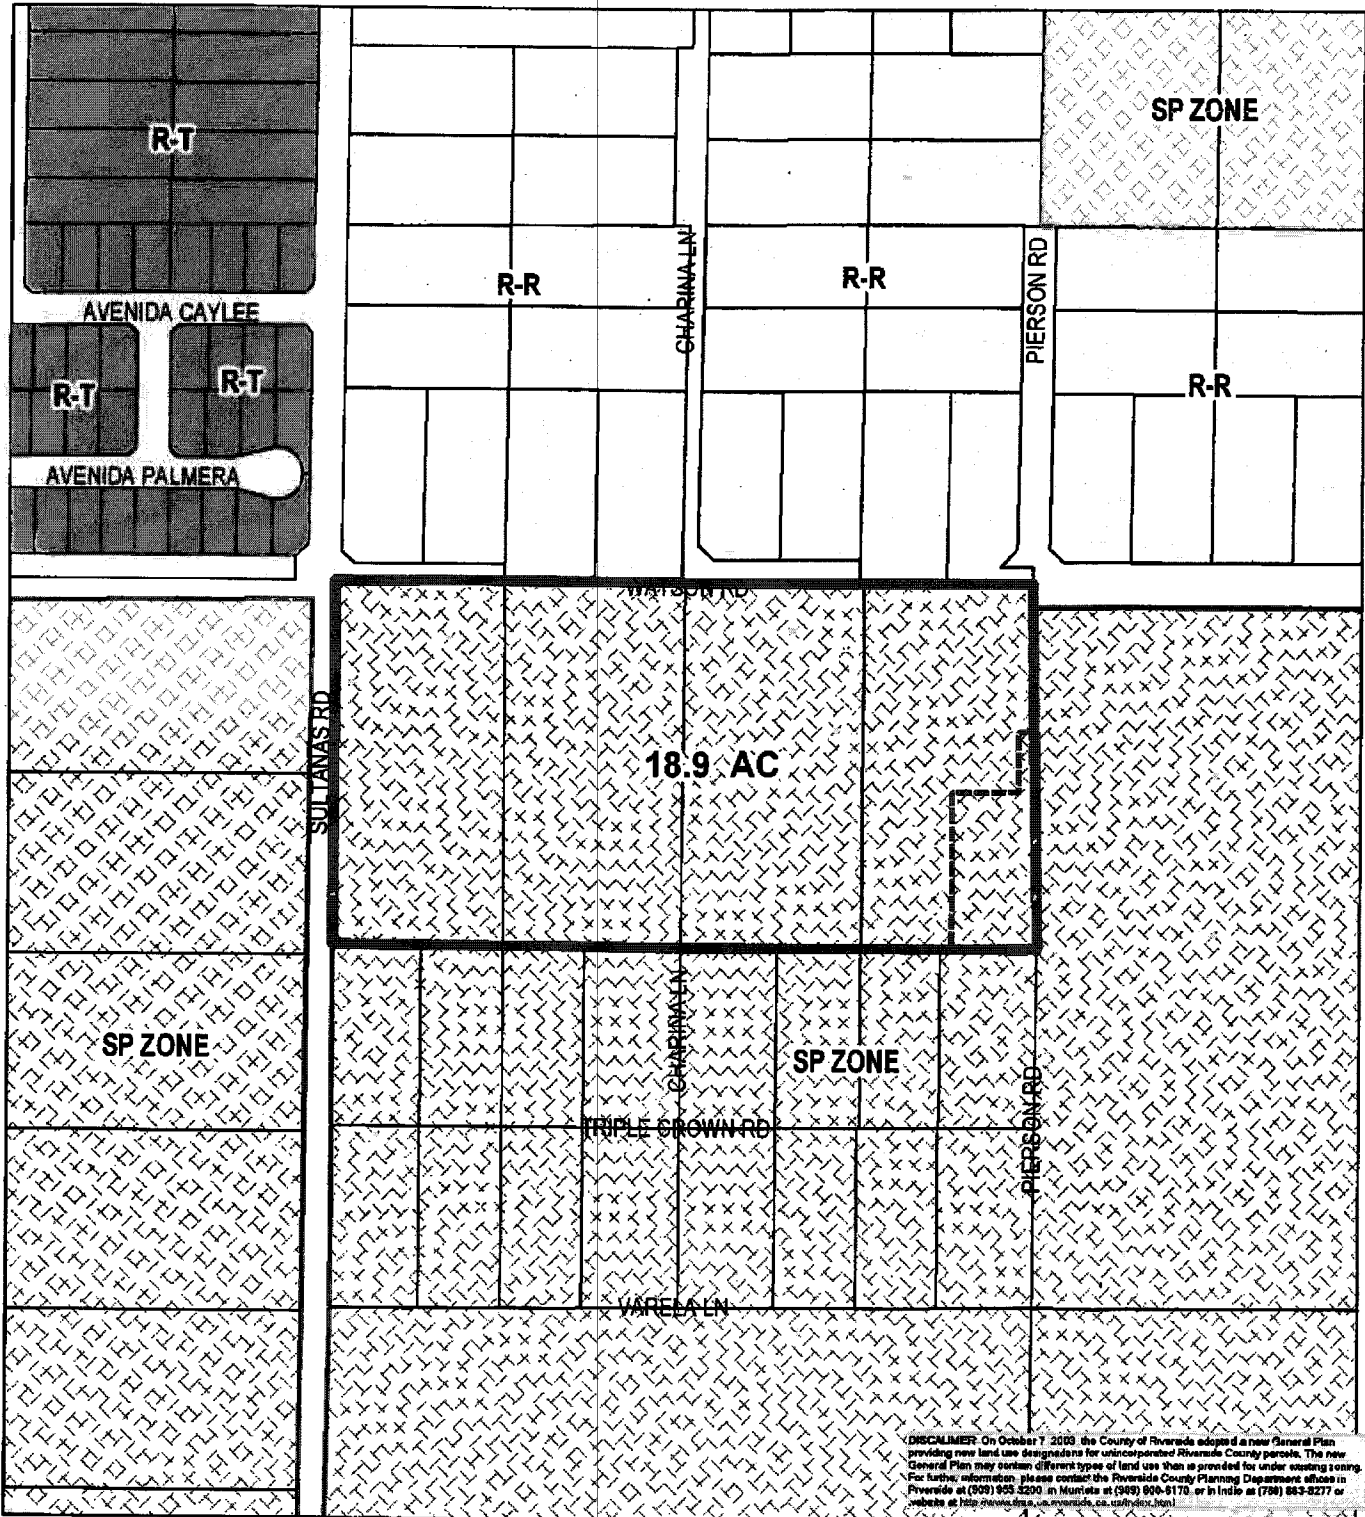 SP ZONE
R-T
R-R
R-R
CHARINA LN
PIERSON RD
AVENIDA CAYLEE
R-T
R-T
R-R
AVENIDA PALMERA
WATSON RD
SULTANAS RD
18.9 AC
SP ZONE
CHARINA LN
SP ZONE
PIERSON RD
TRIPLE CROWN RD
VARELA LN
DISCLAIMER: On October 7, 2003, the County of Riverside adopted a new General Plan
providing new land use designations for unincorporated Riverside County parcels. The new
General Plan may contain different types of land use than is provided for under existing zoning.
For further information, please contact the Riverside County Planning Department offices in
Riverside at (909) 955-3200, in Murrieta at (909) 600-6170, or in Indio at (760) 863-8277 or
website at